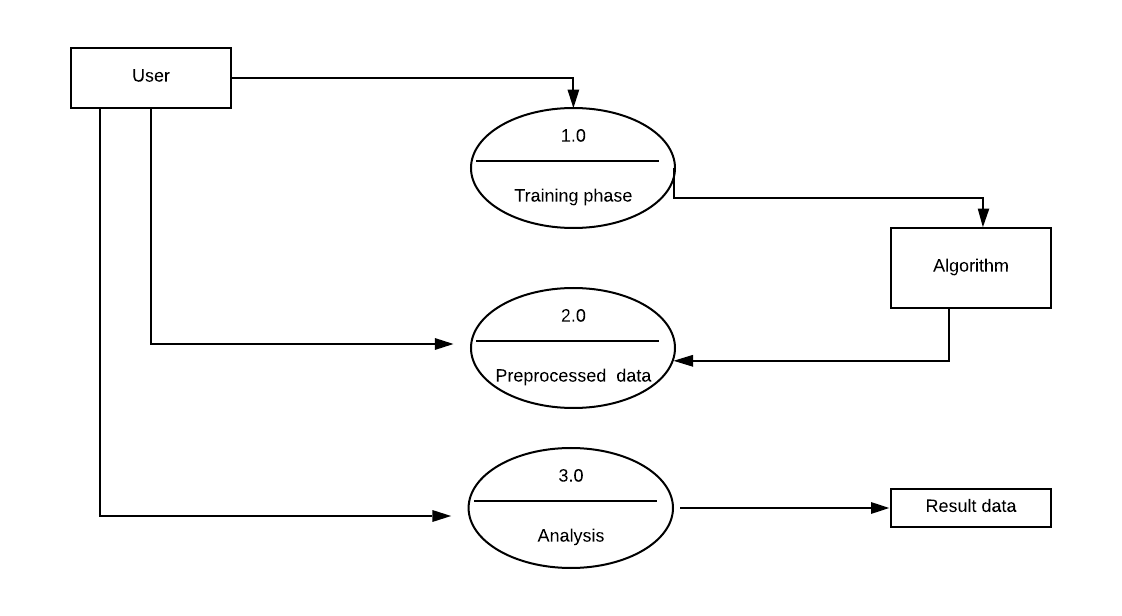 User
1.0
Training phase
Algorithm
2.0
Preprocessed  data
3.0
Analysis
Result data